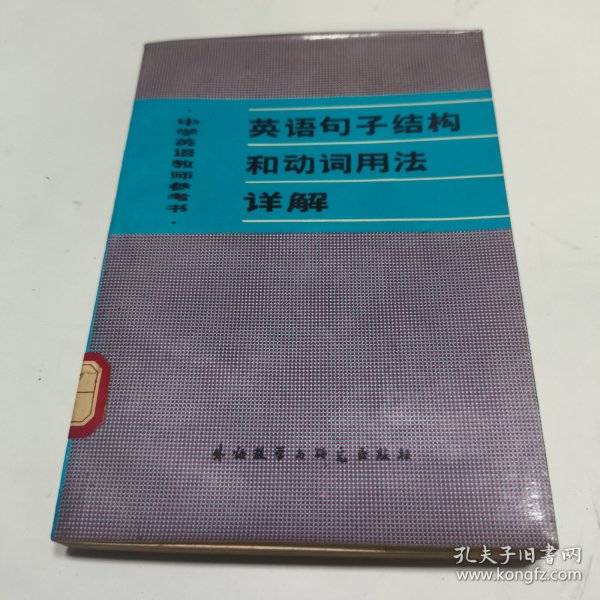 ·中学英语教师参考书·
英语句子结构
和动词用法
详解
外语教学与研究出版社
孔夫子旧书网
www.kongfz.com